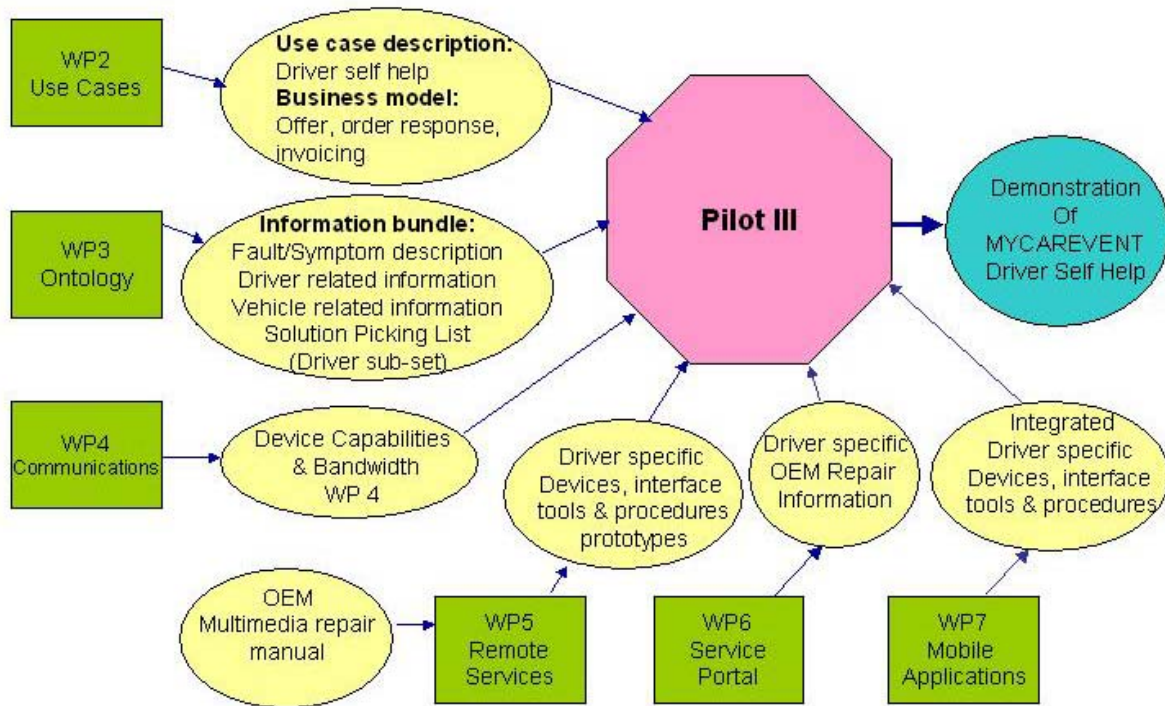 WP2
Use Cases
Use case description:
Driver self help
Business model:
Offer, order response,
invoicing
WP3
Ontology
Information bundle:
Fault/Symptom description
Driver related information
Vehicle related information
Solution Picking List
(Driver sub-set)
Pilot III
Demonstration
Of
MYCAREVENT
Driver Self Help
WP4
Communications
Device Capabilities
& Bandwidth
WP 4
Driver specific
Devices, interface
tools & procedures
prototypes
Driver specific
OEM Repair
Information
Integrated
Driver specific
Devices, interface
tools & procedures
OEM
Multimedia repair
manual
WP5
Remote
Services
WP6
Service
Portal
WP7
Mobile
Applications